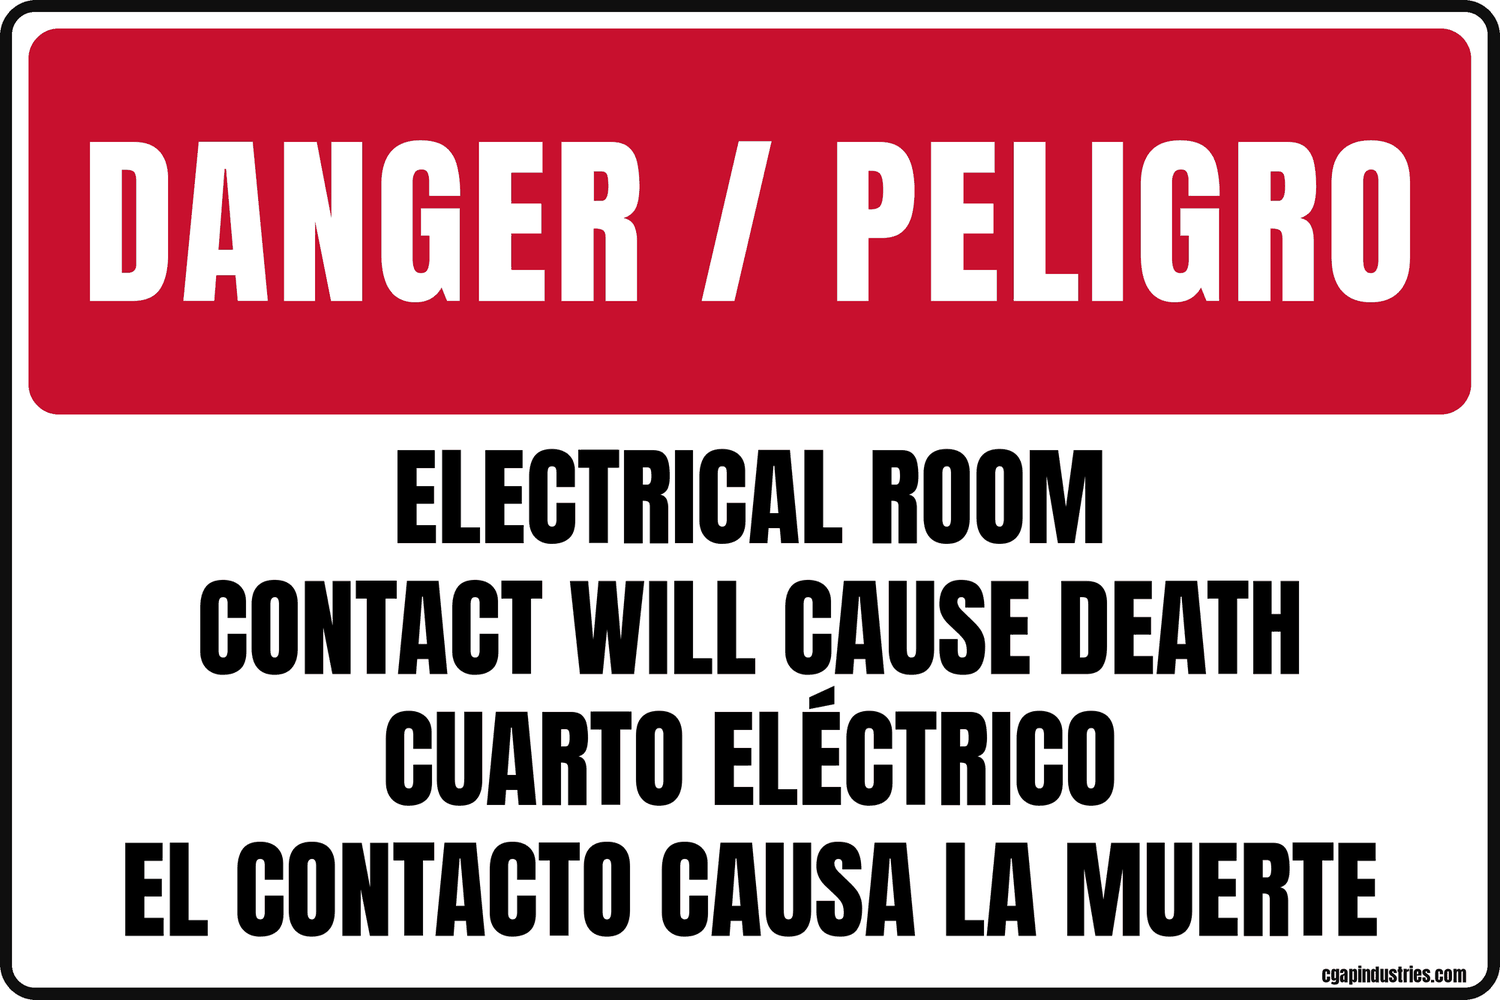 DANGER / PELIGRO
ELECTRICAL ROOM
CONTACT WILL CAUSE DEATH
CUARTO ELÉCTRICO
EL CONTACTO CAUSA LA MUERTE
cgapindustries.com